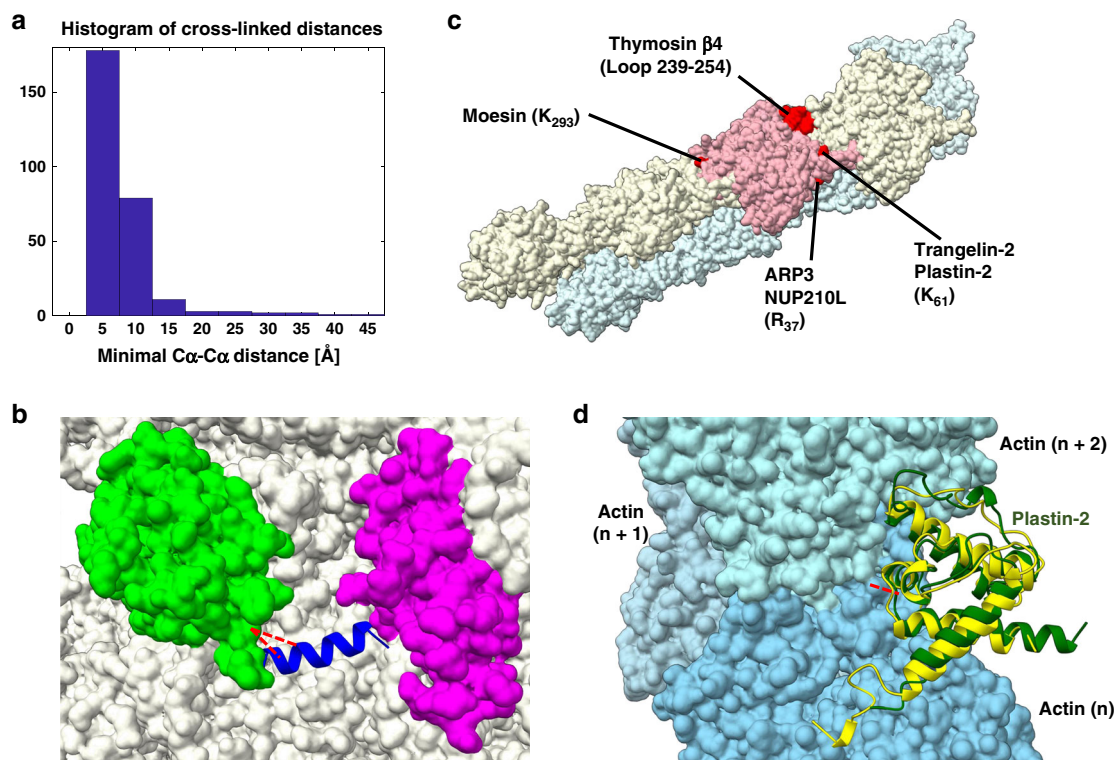 a
Histogram of cross-linked distances
150
100
50
0
0 5 10 15 20 25 30 35 40 45
Minimal Cα-Cα distance [Å]
c
Thymosin β4
(Loop 239-254)
Moesin (K₂₉₃)
Trangelin-2
Plastin-2
(K₆₁)
ARP3
NUP210L
(R₃₇)
b
d
Actin (n + 2)
Actin
(n + 1)
Plastin-2
Actin (n)